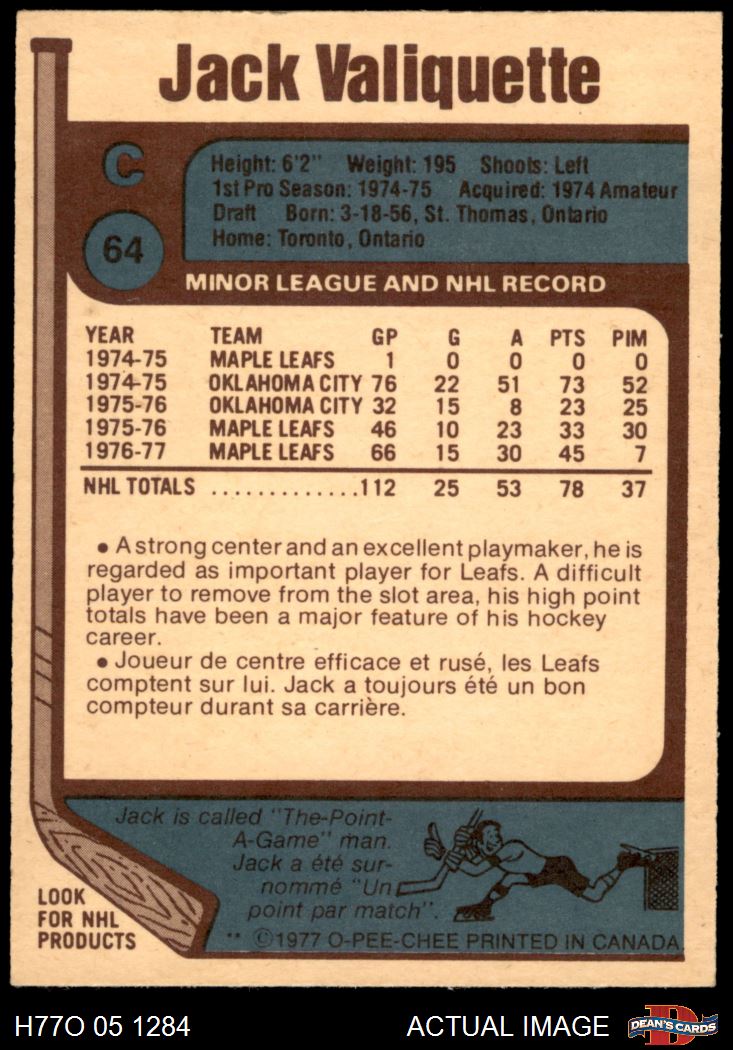 Jack Valiquette
C
Height: 6'2" Weight: 195 Shoots: Left
1st Pro Season: 1974-75 Acquired: 1974 Amateur
Draft Born: 3-18-56, St. Thomas, Ontario
Home: Toronto, Ontario
64
MINOR LEAGUE AND NHL RECORD
YEAR TEAM GP G A PTS PIM
1974-75 MAPLE LEAFS 1 0 0 0 0
1974-75 OKLAHOMA CITY 76 22 51 73 52
1975-76 OKLAHOMA CITY 32 15 8 23 25
1975-76 MAPLE LEAFS 46 10 23 33 30
1976-77 MAPLE LEAFS 66 15 30 45 7
NHL TOTALS ..............112 25 53 78 37
• A strong center and an excellent playmaker, he is
regarded as important player for Leafs. A difficult
player to remove from the slot area, his high point
totals have been a major feature of his hockey
career.
• Joueur de centre efficace et rusé, les Leafs
comptent sur lui. Jack a toujours été un bon
compteur durant sa carrière.
Jack is called "The-Point-
A-Game" man.
Jack a été sur-
nommé "Un
point par match".
LOOK
FOR NHL
PRODUCTS
** ©1977 O-PEE-CHEE PRINTED IN CANADA.
H77O 05 1284 ACTUAL IMAGE
D
DEAN'S CARDS